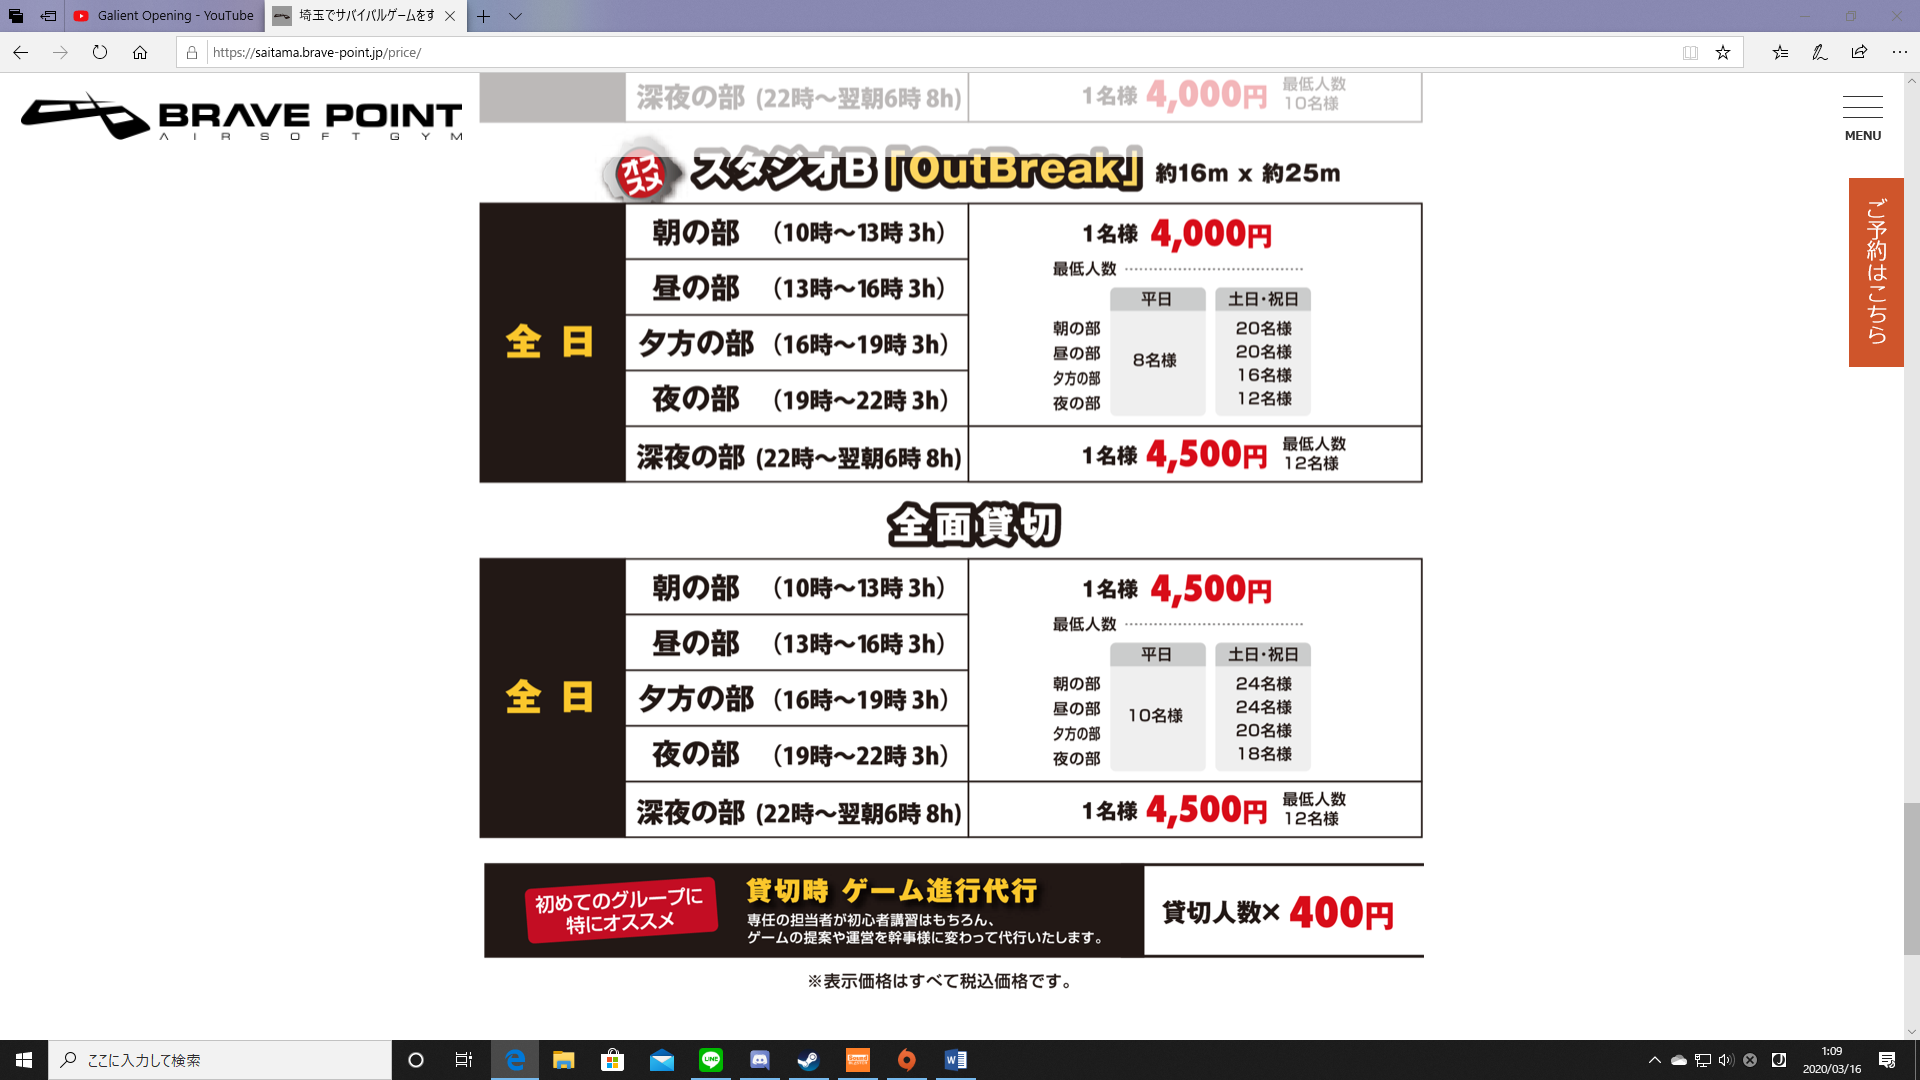 Galient Opening - YouTube
埼玉でサバイバルゲームをす
https://saitama.brave-point.jp/price/
BRAVE POINT
AIRSOFTGYM
MENU
ご予約はこちら
深夜の部 (22時～翌朝6時 8h)
1名様 4,000円 最低人数
10名様
オススメ
スタジオB「OutBreak」 約16m x 約25m
全日
朝の部 （10時～13時 3h）
昼の部 （13時～16時 3h）
夕方の部 （16時～19時 3h）
夜の部 （19時～22時 3h）
深夜の部 (22時～翌朝6時 8h)
1名様 4,000円
最低人数
平日 土日・祝日
朝の部 20名様
昼の部 8名様 20名様
夕方の部 16名様
夜の部 12名様
1名様 4,500円 最低人数
12名様
全面貸切
全日
朝の部 （10時～13時 3h）
昼の部 （13時～16時 3h）
夕方の部 （16時～19時 3h）
夜の部 （19時～22時 3h）
深夜の部 (22時～翌朝6時 8h)
1名様 4,500円
最低人数
平日 土日・祝日
朝の部 24名様
昼の部 10名様 24名様
夕方の部 20名様
夜の部 18名様
1名様 4,500円 最低人数
12名様
初めてのグループに
特にオススメ
貸切時 ゲーム進行代行
専任の担当者が初心者講習はもちろん、
ゲームの提案や運営を幹事様に変わって代行いたします。
貸切人数× 400円
※表示価格はすべて税込価格です。
ここに入力して検索
LINE
1:09
2020/03/16